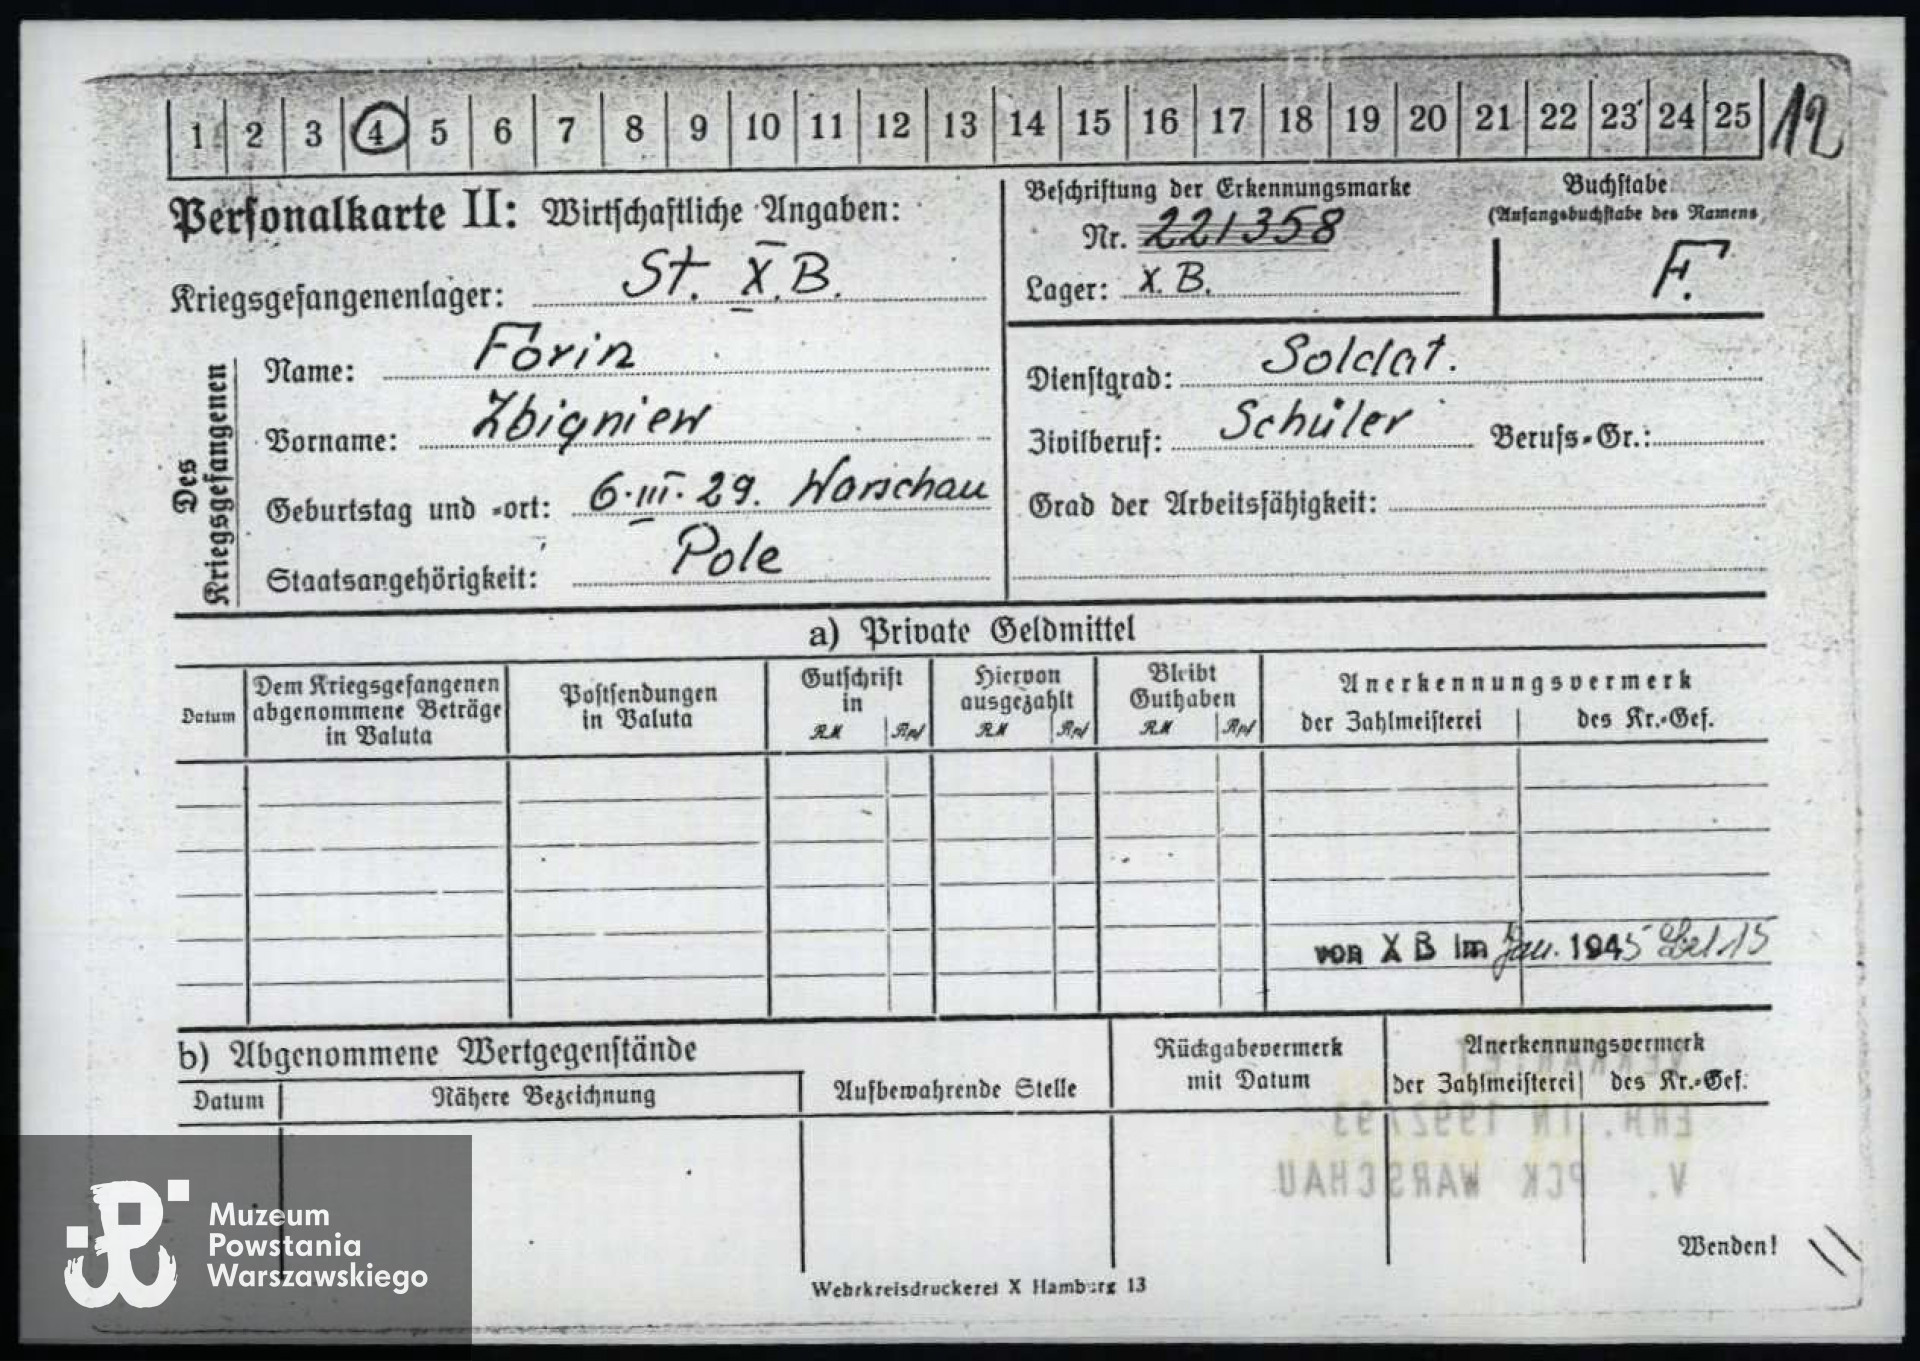 1 2 3 4 5 6 7 8 9 10 11 12 13 14 15 16 17 18 19 20 21 22 23 24 25 12
Personalkarte II: Wirtschaftliche Angaben:
Kriegsgefangenenlager: St. X. B.
Beschriftung der Erkennungsmarke
Nr. 221358
Lager: X. B.
Buchstabe
(Anfangsbuchstabe des Namens)
F.
Des Kriegsgefangenen
Name: Forin
Vorname: Zbigniew
Geburtstag und -ort: 6. III. 29. Warschau
Staatsangehörigkeit: Pole
Dienstgrad: Soldat.
Zivilberuf: Schüler Berufs-Gr.:
Grad der Arbeitsfähigkeit:
a) Private Geldmittel
Datum
Dem Kriegsgefangenen
abgenommene Beträge
in Valuta
Postsendungen
in Valuta
Gutschrift
in
RM Rpf
Hiervon
ausgezahlt
RM Rpf
Bleibt
Guthaben
RM Rpf
Anerkennungsvermerk
der Zahlmeisterei des Kr.-Gef.
von X B im Jan. 1945
b) Abgenommene Wertgegenstände
Datum Nähere Bezeichnung
Aufbewahrende Stelle
Rückgabevermerk
mit Datum
Anerkennungsvermerk
der Zahlmeisterei des Kr.-Gef.
ERH. IN 1992/93
V. PCK WARSCHAU
Wenden!
Wehrkreisdruckerei X Hamburg 13
Muzeum
Powstania
Warszawskiego